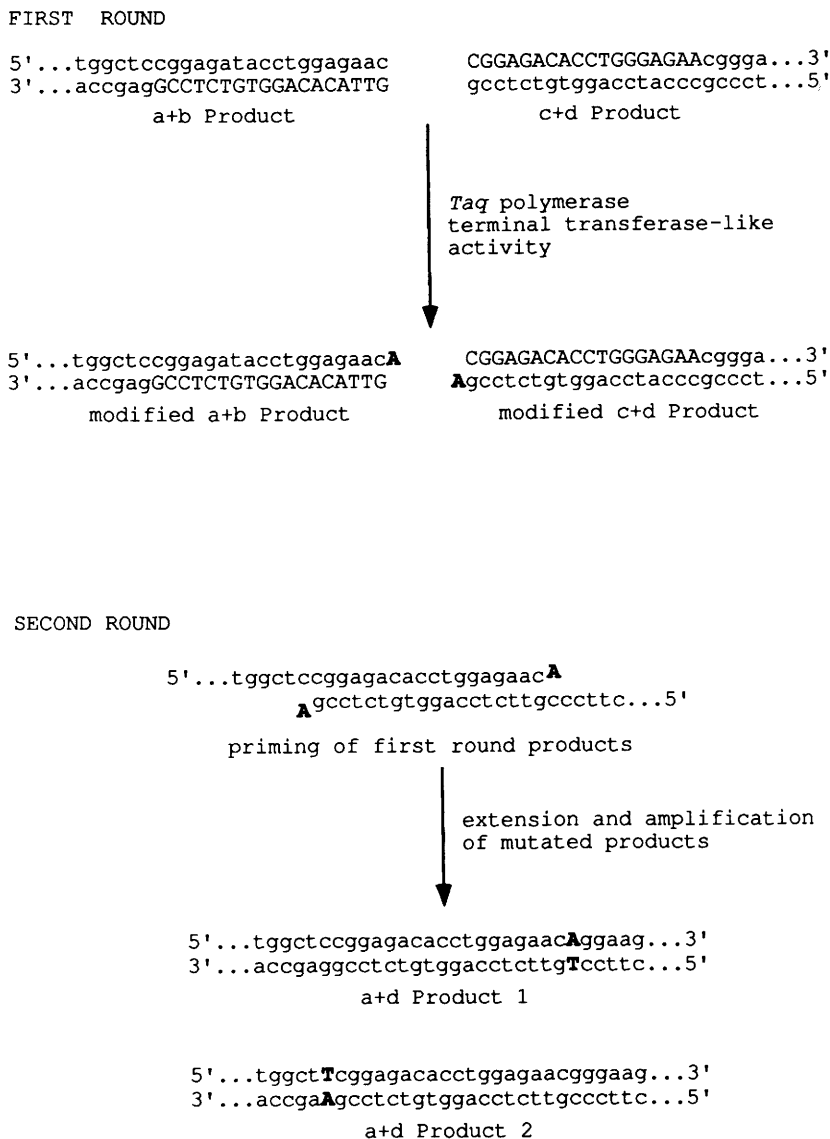 FIRST ROUND
5'...tggctccggagatacctggagaac CGGAGACACCTGGGAGAAcggga...3'
3'...accgagGCCTCTGTGGACACATTG gcctctgtggacctacccgccct...5'
a+b Product c+d Product
Taq polymerase
terminal transferase-like
activity
5'...tggctccggagatacctggagaacA CGGAGACACCTGGGAGAAcggga...3'
3'...accgagGCCTCTGTGGACACATTG Agcctctgtggacctacccgccct...5'
modified a+b Product modified c+d Product
SECOND ROUND
5'...tggctccggagacacctggagaacA
Agcctctgtggacctcttgcccttc...5'
priming of first round products
extension and amplification
of mutated products
5'...tggctccggagacacctggagaacAggaag...3'
3'...accgaggcctctgtggacctcttgTccttc...5'
a+d Product 1
5'...tggctTcggagacacctggagaacgggaag...3'
3'...accgaAgcctctgtggacctcttgcccttc...5'
a+d Product 2